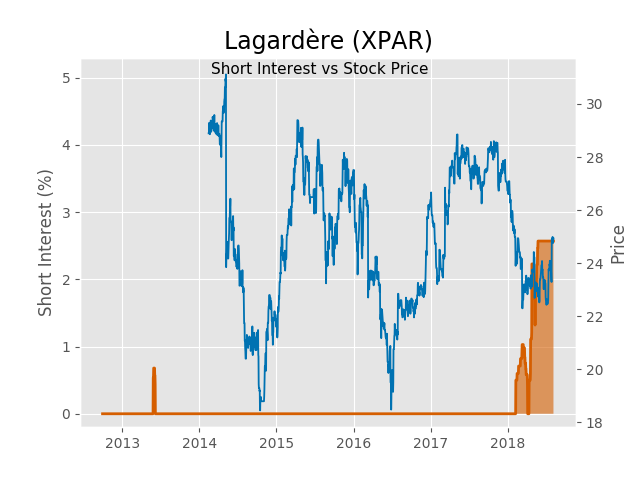 Lagardère (XPAR)
Short Interest vs Stock Price
Short Interest (%)
5
4
3
2
1
0
30
28
26
24
22
20
18
Price
2013 2014 2015 2016 2017 2018